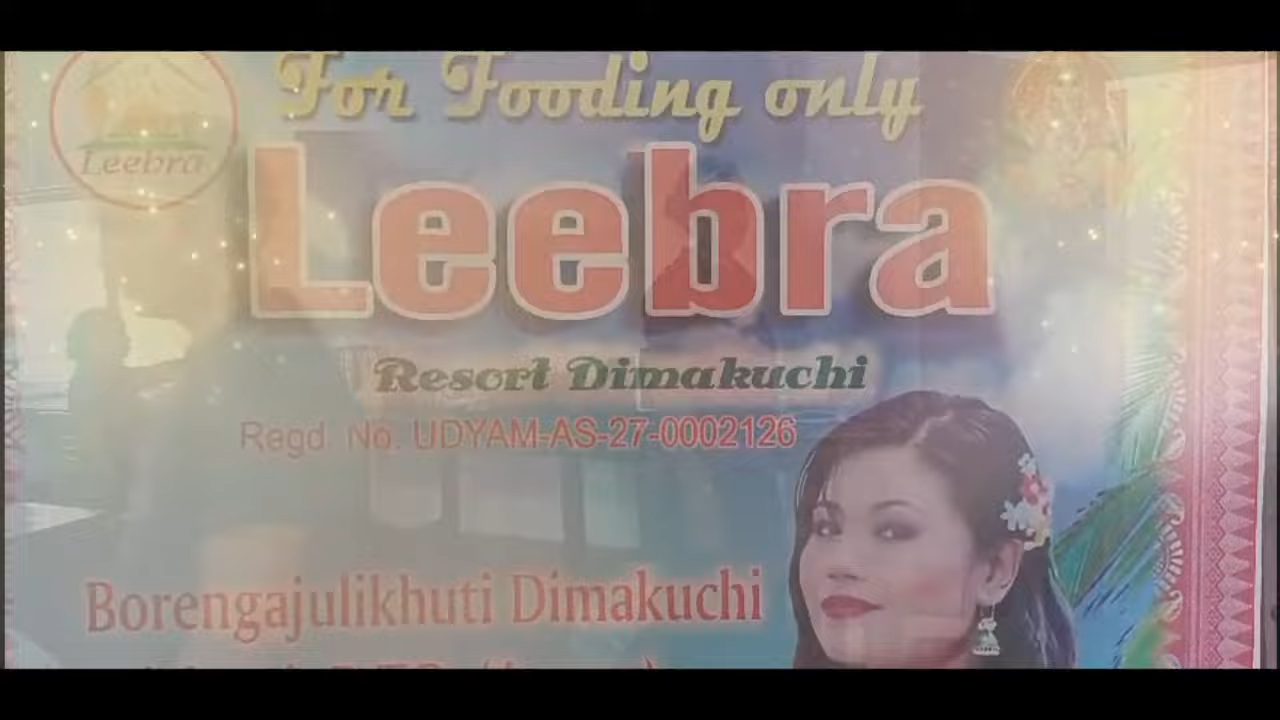 For Fooding only
Leebra
Leebra
Resort Dimakuchi
Regd. No. UDYAM-AS-27-0002126
Borengajulikhuti Dimakuchi